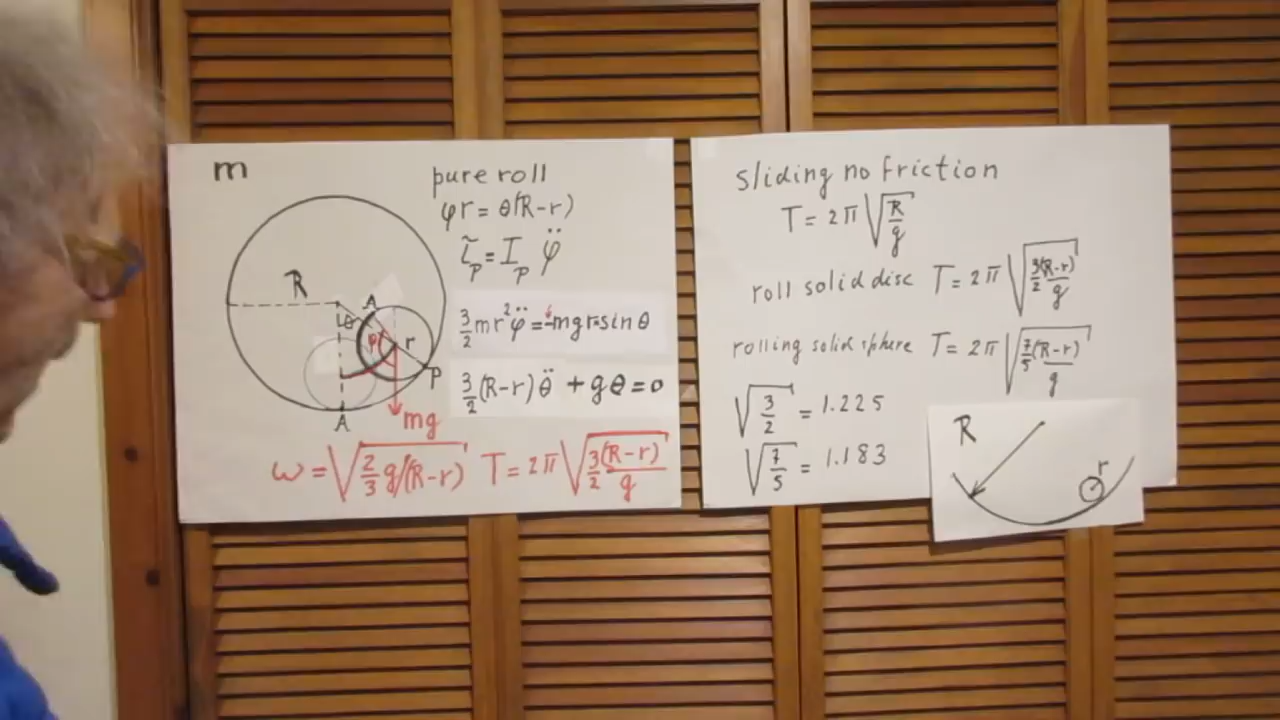 m
pure roll
φr = θ(R-r)
τ_P = I_P φ̈
R
A
θ
φ
r
P
3/2 mr²φ̈ = -mgr·sinθ
3/2 (R-r)θ̈ + gθ = 0
A
mg
ω = √(2/3 g/(R-r)) T = 2π √(3/2 (R-r)/g)
sliding no friction
T = 2π √(R/g)
roll solid disc T = 2π √(3/2 (R-r)/g)
rolling solid sphere T = 2π √(7/5 (R-r)/g)
√(3/2) = 1.225
√(7/5) = 1.183
R
r